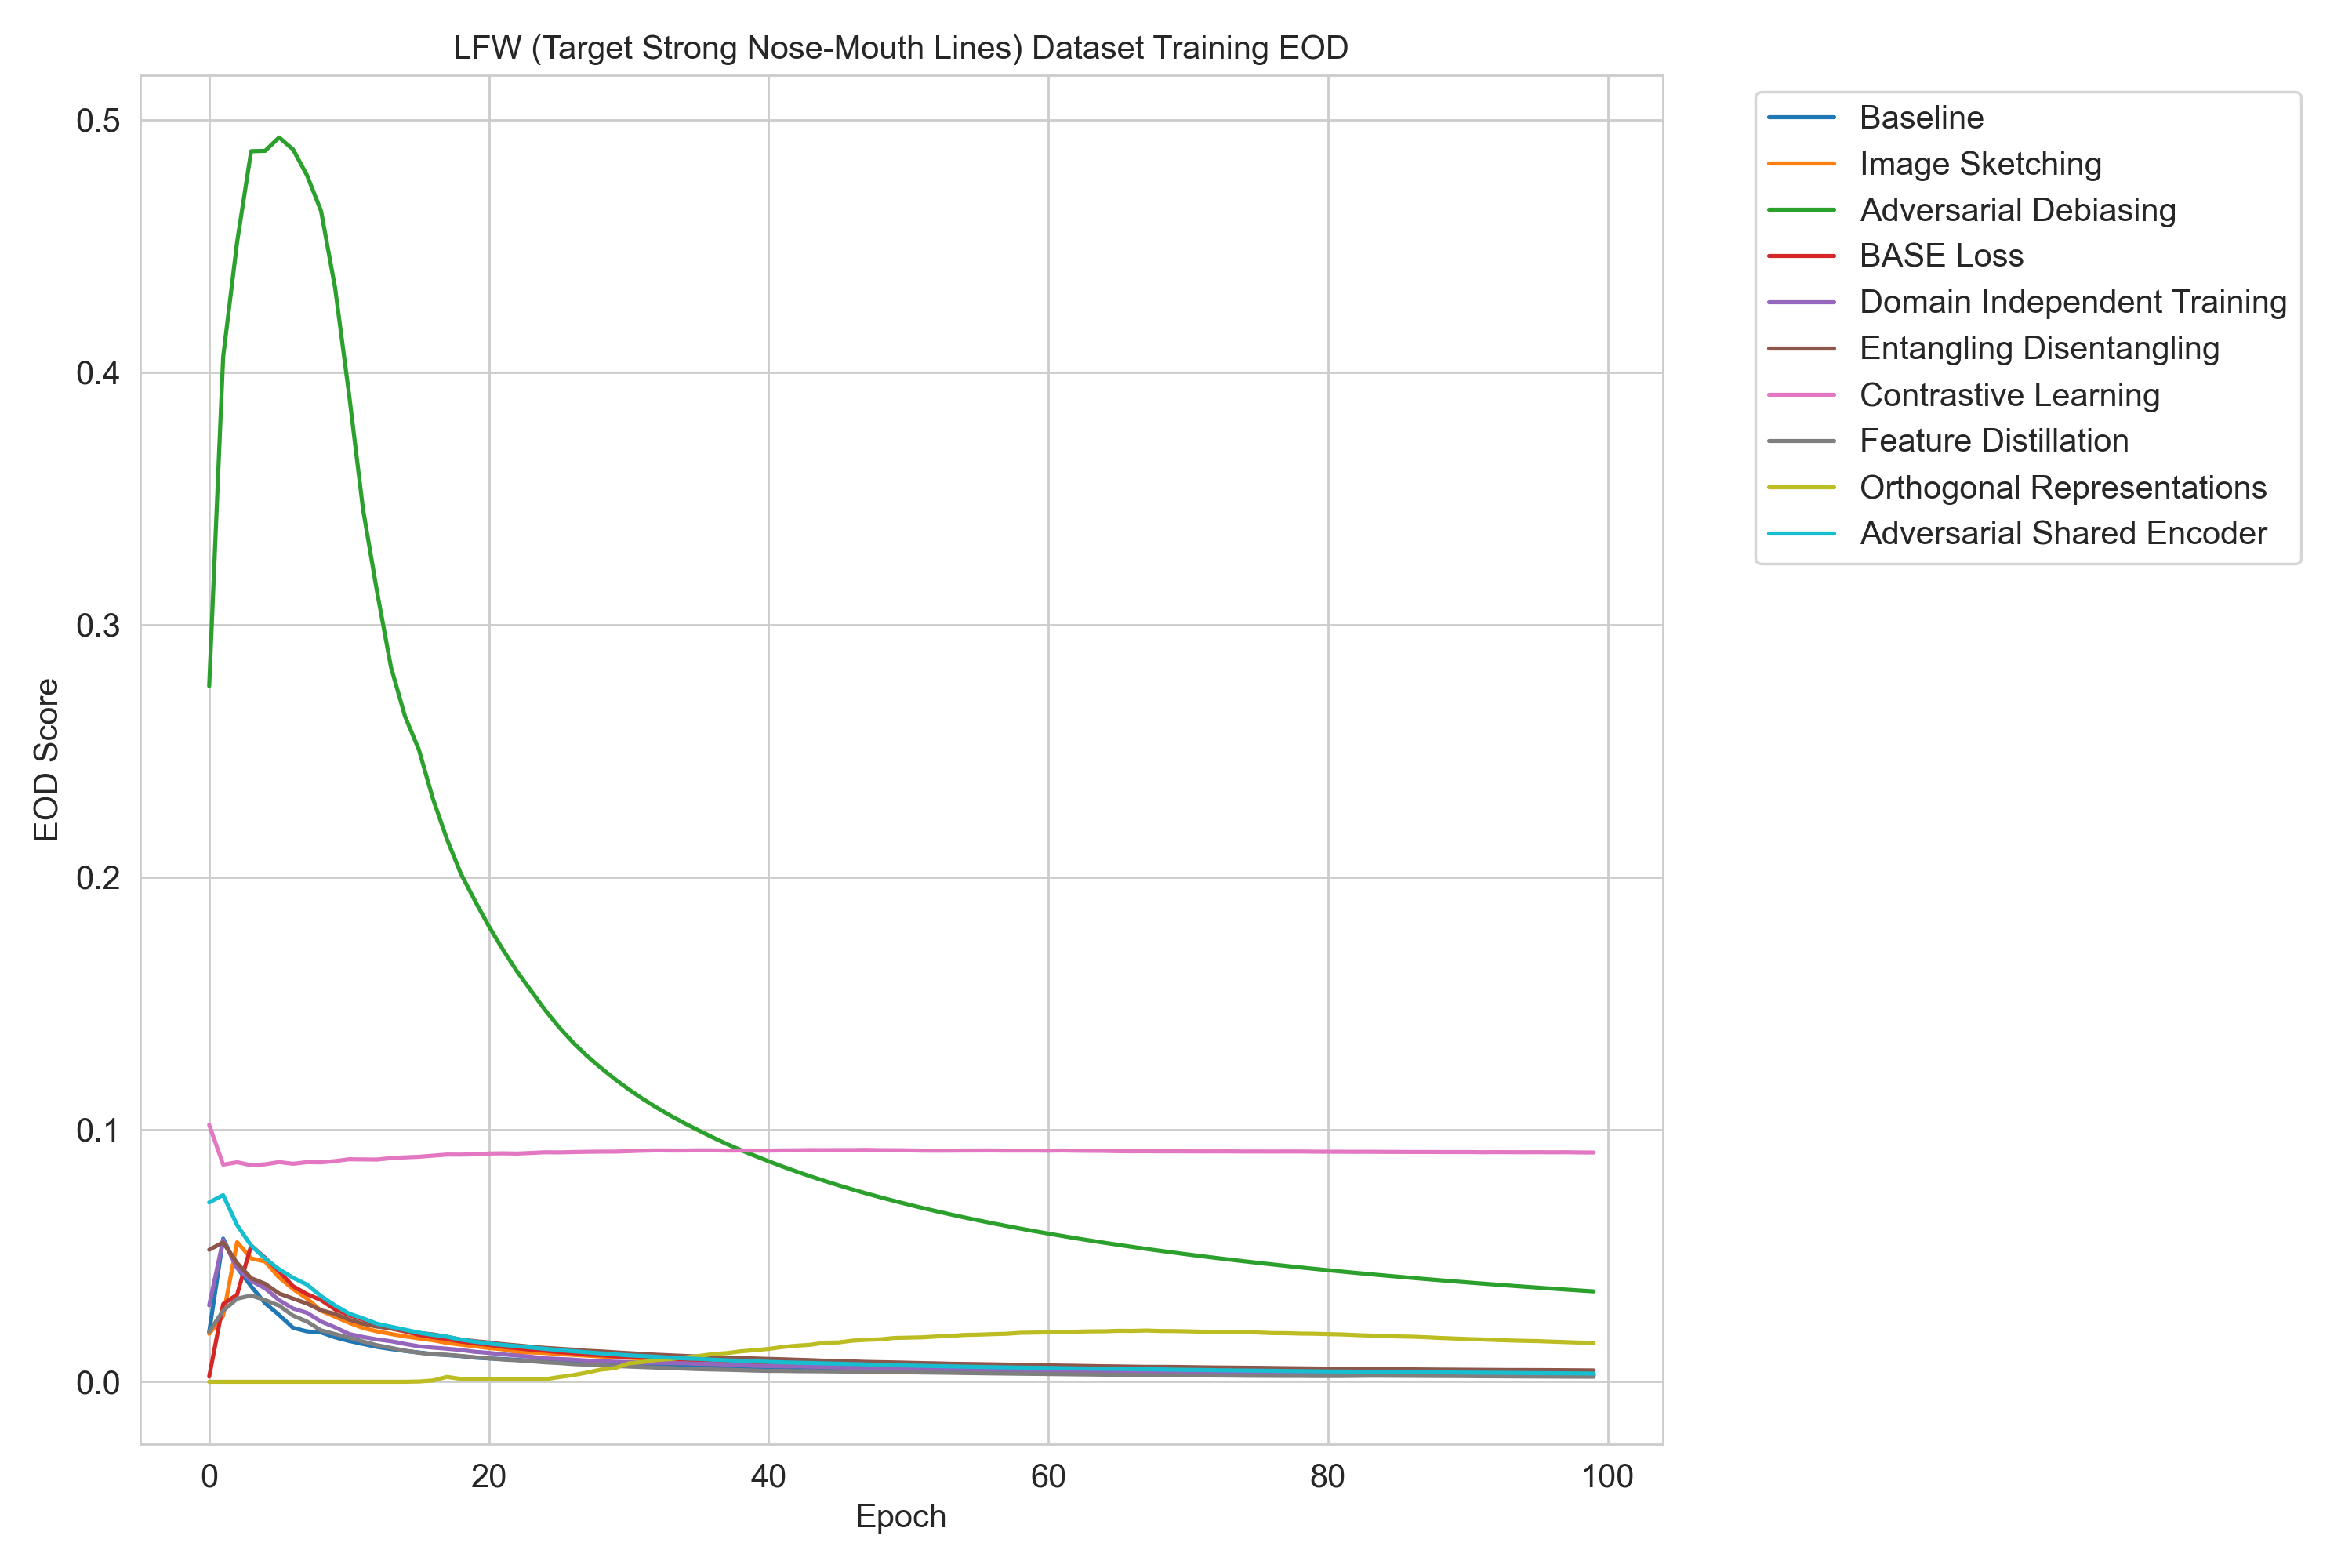 LFW (Target Strong Nose-Mouth Lines) Dataset Training EOD
0.5
0.4
0.3
0.2
0.1
0.0
EOD Score
0 20 40 60 80 100
Epoch
Baseline
Image Sketching
Adversarial Debiasing
BASE Loss
Domain Independent Training
Entangling Disentangling
Contrastive Learning
Feature Distillation
Orthogonal Representations
Adversarial Shared Encoder